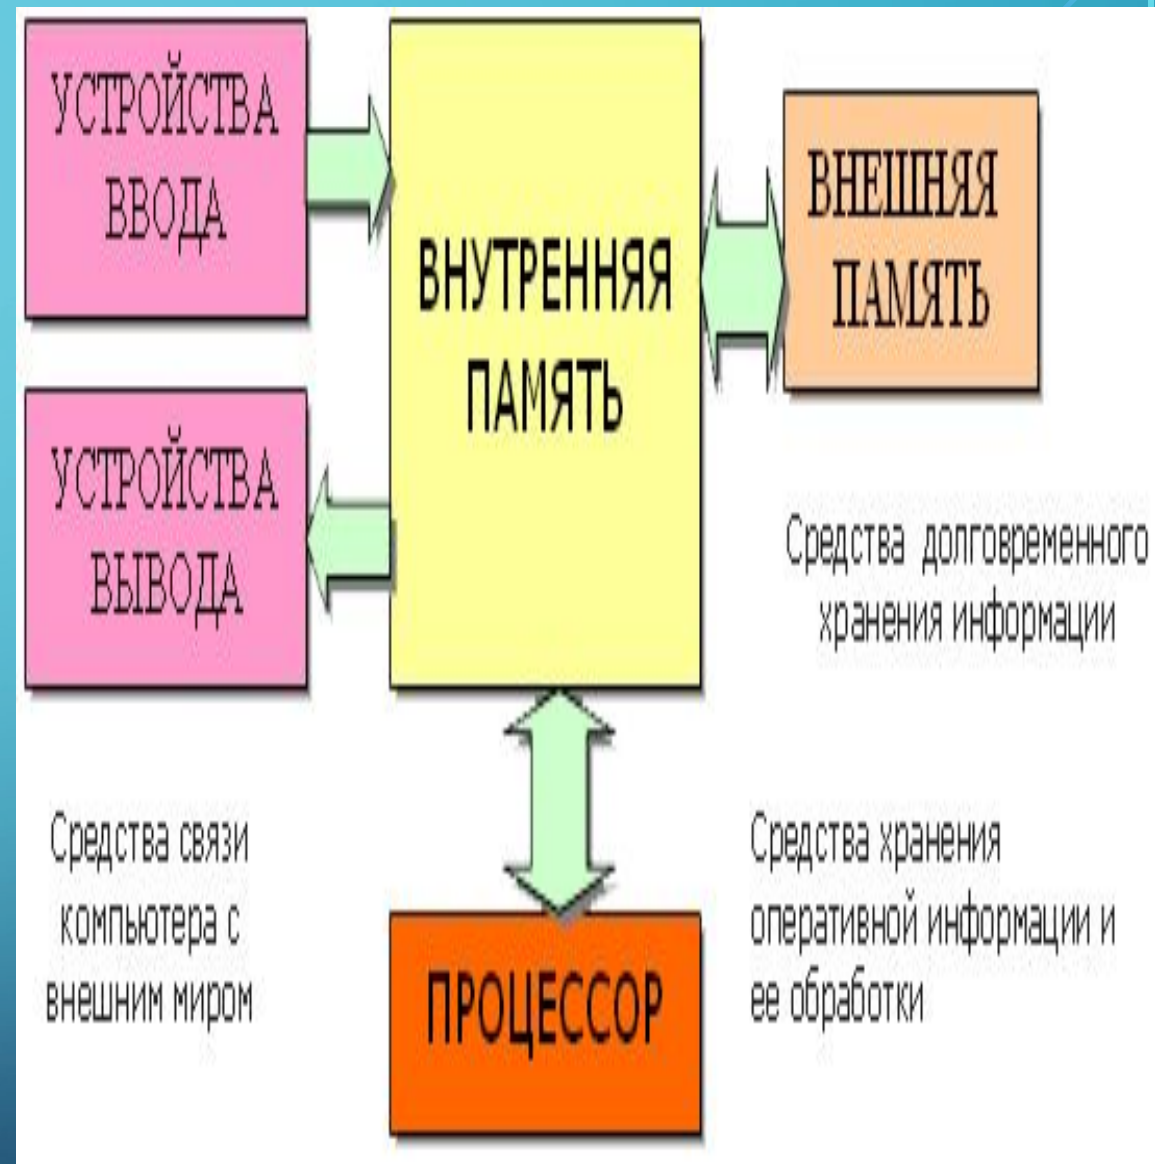 УСТРОЙСТВА
ВВОДА
ВНУТРЕННЯЯ
ПАМЯТЬ
ВНЕШНЯЯ
ПАМЯТЬ
УСТРОЙСТВА
ВЫВОДА
Средства долговременного
хранения информации
Средства связи
компьютера с
внешним миром
ПРОЦЕССОР
Средства хранения
оперативной информации и
ее обработки